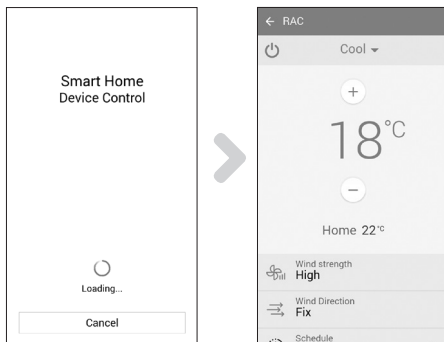 Smart Home
Device Control
Loading...
Cancel
RAC
Cool
18°C
Home 22°C
Wind strength
High
Wind Direction
Fix
Schedule